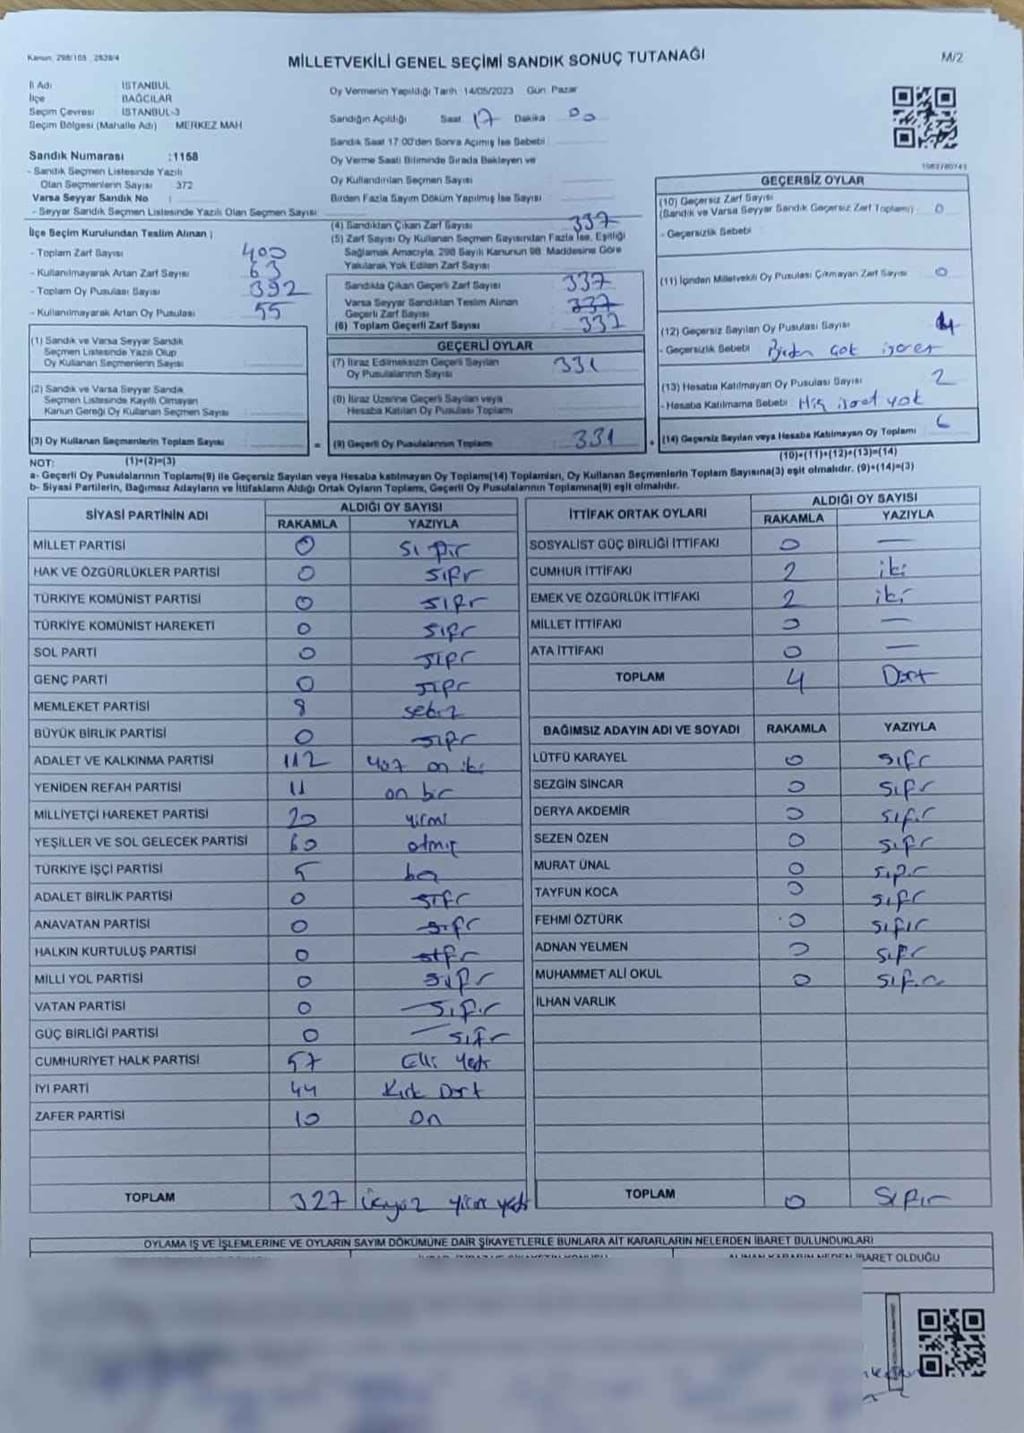 Kanun: 298/105 2839/4
MİLLETVEKİLİ GENEL SEÇİMİ SANDIK SONUÇ TUTANAĞI
M/2
İl Adı İSTANBUL
İlçe BAĞCILAR
Seçim Çevresi İSTANBUL-3
Seçim Bölgesi (Mahalle Adı) MERKEZ MAH
Sandık Numarası :1158
- Sandık Seçmen Listesinde Yazılı
Olan Seçmenlerin Sayısı 372
Varsa Seyyar Sandık No :
- Seyyar Sandık Seçmen Listesinde Yazılı Olan Seçmen Sayısı
İlçe Seçim Kurulundan Teslim Alınan ;
- Toplam Zarf Sayısı 400
- Kullanılmayarak Artan Zarf Sayısı 63
- Toplam Oy Pusulası Sayısı 392
- Kullanılmayarak Artan Oy Pusulası 55
Oy Vermenin Yapıldığı Tarih 14/05/2023 Gün Pazar
Sandığın Açıldığı Saat 17 Dakika 00
Sandık Saat 17:00'den Sonra Açımış İse Sebebi
Oy Verme Saati Bitiminde Sırada Bekleyen ve
Oy Kullandırılan Seçmen Sayısı
Birden Fazla Sayım Döküm Yapılmış İse Sayısı
(4) Sandıktan Çıkan Zarf Sayısı 337
(5) Zarf Sayısı Oy Kullanan Seçmen Sayısından Fazla İse, Eşitliği
Sağlamak Amacıyla, 298 Sayılı Kanunun 98. Maddesine Göre
Yakılarak Yok Edilen Zarf Sayısı
Sandıkta Çıkan Geçerli Zarf Sayısı 337
Varsa Seyyar Sandıktan Teslim Alınan
Geçerli Zarf Sayısı 337
(6) Toplam Geçerli Zarf Sayısı 337
1982780741
GEÇERSİZ OYLAR
(10) Geçersiz Zarf Sayısı
(Sandık ve Varsa Seyyar Sandık Geçersiz Zarf Toplamı) 0
- Geçersizlik Sebebi
(11) İçinden Milletvekili Oy Pusulası Çıkmayan Zarf Sayısı 0
(12) Geçersiz Sayılan Oy Pusulası Sayısı 4
- Geçersizlik Sebebi Birden çok işaret
(13) Hesaba Katılmayan Oy Pusulası Sayısı 2
- Hesaba Katılmama Sebebi Hiç işaret yok
(14) Geçersiz Sayılan veya Hesaba Katılmayan Oy Toplamı 6
(10)+(11)+(12)+(13)=(14)
(1) Sandık ve Varsa Seyyar Sandık
Seçmen Listesinde Yazılı Olup
Oy Kullanan Seçmenlerin Sayısı
(2) Sandık ve Varsa Seyyar Sandık
Seçmen Listesinde Kayıtlı Olmayan
Kanun Gereği Oy Kullanan Seçmen Sayısı
(3) Oy Kullanan Seçmenlerin Toplam Sayısı
(1)+(2)=(3)
GEÇERLİ OYLAR
(7) İtiraz Edilmeksizin Geçerli Sayılan
Oy Pusulalarının Sayısı 331
(8) İtiraz Üzerine Geçerli Sayılan veya
Hesaba Katılan Oy Pusulası Toplamı
= (9) Geçerli Oy Pusulalarının Toplamı 331 +
NOT:
a- Geçerli Oy Pusulalarının Toplamı(9) ile Geçersiz Sayılan veya Hesaba katılmayan Oy Toplamı(14) Toplamları, Oy Kullanan Seçmenlerin Toplam Sayısına(3) eşit olmalıdır. (9)+(14)=(3)
b- Siyasi Partilerin, Bağımsız Adayların ve İttifakların Aldığı Ortak Oyların Toplamı, Geçerli Oy Pusulalarının Toplamına(9) eşit olmalıdır.
SİYASİ PARTİNİN ADI ALDIĞI OY SAYISI
RAKAMLA YAZIYLA
MİLLET PARTİSİ 0 sıfır
HAK VE ÖZGÜRLÜKLER PARTİSİ 0 sıfr
TÜRKİYE KOMÜNİST PARTİSİ 0 sıfr
TÜRKİYE KOMÜNİST HAREKETİ 0 sıfr
SOL PARTİ 0 sıfr
GENÇ PARTİ 0 sıfr
MEMLEKET PARTİSİ 8 sekiz
BÜYÜK BİRLİK PARTİSİ 0 sıfr
ADALET VE KALKINMA PARTİSİ 112 yüz on iki
YENİDEN REFAH PARTİSİ 11 on bir
MİLLİYETÇİ HAREKET PARTİSİ 20 yirmi
YEŞİLLER VE SOL GELECEK PARTİSİ 60 atmış
TÜRKİYE İŞÇİ PARTİSİ 5 beş
ADALET BİRLİK PARTİSİ 0 sıfr
ANAVATAN PARTİSİ 0 sıfr
HALKIN KURTULUŞ PARTİSİ 0 sıfr
MİLLİ YOL PARTİSİ 0 sıfr
VATAN PARTİSİ 0 sıfır
GÜÇ BİRLİĞİ PARTİSİ 0 sıfr
CUMHURİYET HALK PARTİSİ 57 Elli Yedi
İYİ PARTİ 44 Kırk Dört
ZAFER PARTİSİ 10 On
TOPLAM 327 üçyüz yirmi yedi
İTTİFAK ORTAK OYLARI ALDIĞI OY SAYISI
RAKAMLA YAZIYLA
SOSYALİST GÜÇ BİRLİĞİ İTTİFAKI 0 —
CUMHUR İTTİFAKI 2 iki
EMEK VE ÖZGÜRLÜK İTTİFAKI 2 iki
MİLLET İTTİFAKI 0 —
ATA İTTİFAKI 0 —
TOPLAM 4 Dört
BAĞIMSIZ ADAYIN ADI VE SOYADI RAKAMLA YAZIYLA
LÜTFÜ KARAYEL 0 sıfr
SEZGİN SİNCAR 0 sıfr
DERYA AKDEMİR 0 sıfır
SEZEN ÖZEN 0 sıfr
MURAT ÜNAL 0 sıfr
TAYFUN KOCA 0 sıfr
FEHMİ ÖZTÜRK 0 sıfır
ADNAN YELMEN 0 sıfr
MUHAMMET ALİ OKUL 0 sıfır
İLHAN VARLIK
TOPLAM 0 Sıfır
OYLAMA İŞ VE İŞLEMLERİNE VE OYLARIN SAYIM DÖKÜMÜNE DAİR ŞİKAYETLERLE BUNLARA AİT KARARLARIN NELERDEN İBARET BULUNDUKLARI
İBARET OLDUĞU